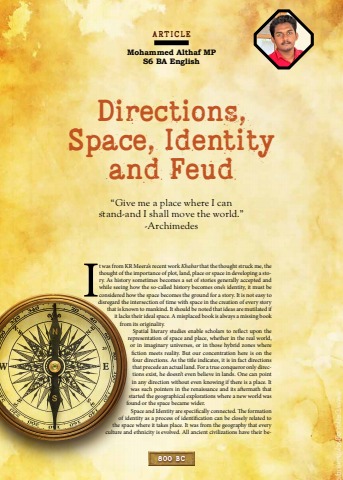 ARTICLE
Mohammed Althaf MP
S6 BA English
Directions,
Space, Identity
and Feud
“Give me a place where I can
stand-and I shall move the world.”
-Archimedes
It was from KR Meera's recent work Khabar that the thought struck me, the
thought of the importance of plot, land, place or space in developing a sto-
ry. As history sometimes becomes a set of stories generally accepted and
while seeing how the so-called history becomes one's identity, it must be
considered how the space becomes the ground for a story. It is not easy to
disregard the intersection of time with space in the creation of every story
that is known to mankind. It should be noted that ideas are mutilated if
it lacks their ideal space. A misplaced book is always a missing book
from its originality.
Spatial literary studies enable scholars to reflect upon the
representation of space and place, whether in the real world,
or in imaginary universes, or in those hybrid zones where
fiction meets reality. But our concentration here is on the
four directions. As the title indicates, it is in fact directions
that precede an actual land. For a true conqueror only direc-
tions exist, he doesn't even believe in lands. One can point
in any direction without even knowing if there is a place. It
was such pointers in the renaissance and its aftermath that
started the geographical explorations where a new world was
found or the space became wider.
Space and Identity are specifically connected. The formation
of identity as a process of identification can be closely related to
the space where it takes place. It was from the geography that every
culture and ethnicity is evolved. All ancient civilizations have their be-
W
E
S
800 BC